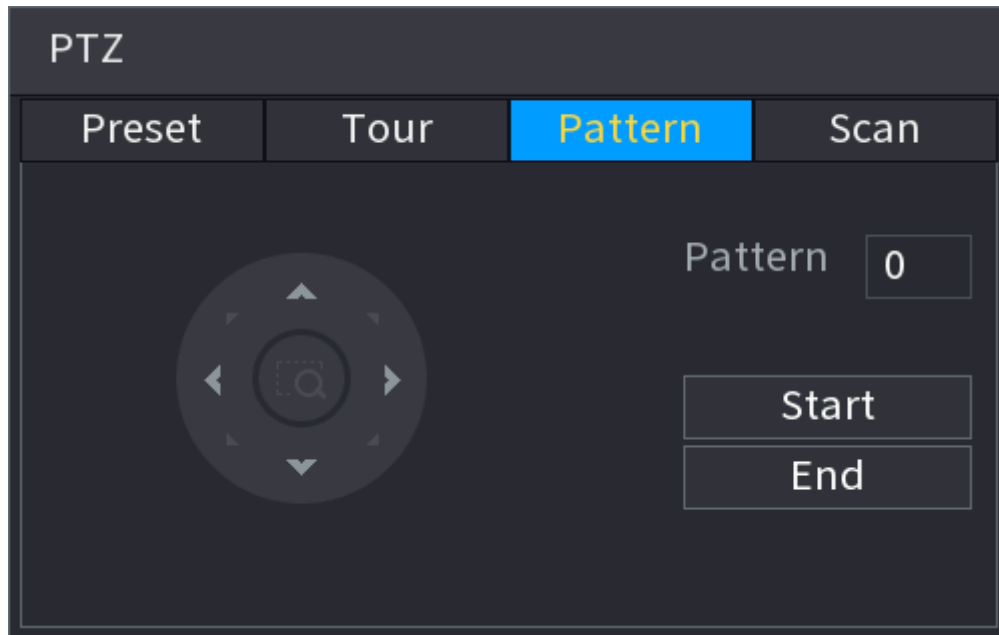 PTZ
Preset Tour Pattern Scan
Pattern 0
Start
End